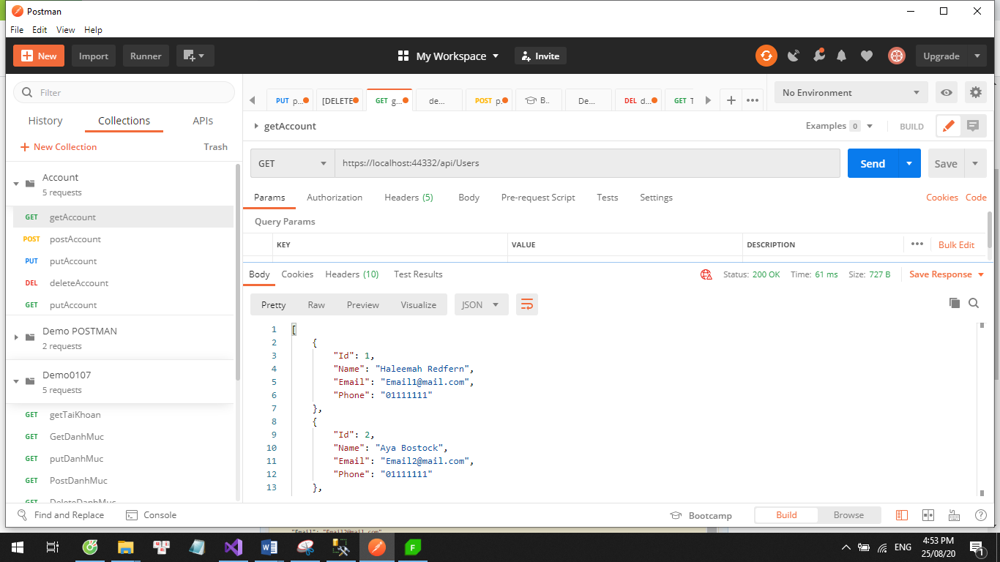 Postman
File Edit View Help
New Import Runner My Workspace Invite Upgrade
Filter
History Collections APIs
New Collection Trash
Account
5 requests
GET getAccount
POST postAccount
PUT putAccount
DEL deleteAccount
GET putAccount
Demo POSTMAN
2 requests
Demo0107
5 requests
GET getTaiKhoan
GET GetDanhMuc
GET putDanhMuc
GET PostDanhMuc
GET DeleteDanhMuc
PUT p... [DELETE GET g... de... POST p. B.. De... DEL d... GET T
No Environment
getAccount Examples 0 BUILD
GET https://localhost:44332/api/Users Send Save
Params Authorization Headers (5) Body Pre-request Script Tests Settings Cookies Code
Query Params
KEY VALUE DESCRIPTION Bulk Edit
Body Cookies Headers (10) Test Results Status: 200 OK Time: 61 ms Size: 727 B Save Response
Pretty Raw Preview Visualize JSON
1 [
2 {
3 "Id": 1,
4 "Name": "Haleemah Redfern",
5 "Email": "Email1@mail.com",
6 "Phone": "01111111"
7 },
8 {
9 "Id": 2,
10 "Name": "Aya Bostock",
11 "Email": "Email2@mail.com",
12 "Phone": "01111111"
13 },
Find and Replace Console Bootcamp Build Browse
"Email": "Email2@mail.com"
ENG 4:53 PM
25/08/20 1